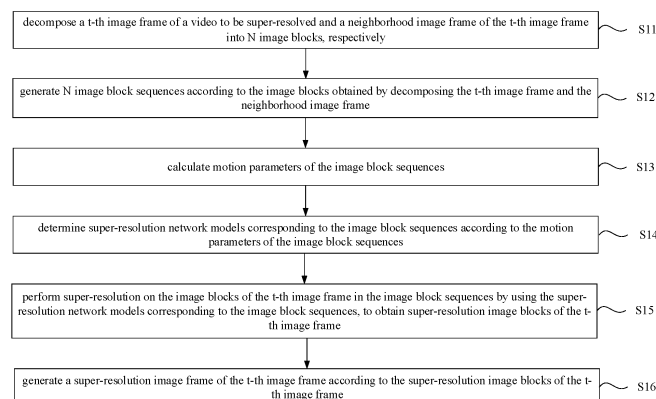 decompose a t-th image frame of a video to be super-resolved and a neighborhood image frame of the t-th image frame
into N image blocks, respectively
S11
generate N image block sequences according to the image blocks obtained by decomposing the t-th image frame and the
neighborhood image frame
S12
calculate motion parameters of the image block sequences
S13
determine super-resolution network models corresponding to the image block sequences according to the motion
parameters of the image block sequences
S14
perform super-resolution on the image blocks of the t-th image frame in the image block sequences by using the super-
resolution network models corresponding to the image block sequences, to obtain super-resolution image blocks of the t-
th image frame
S15
generate a super-resolution image frame of the t-th image frame according to the super-resolution image blocks of the t-
th image frame
S16